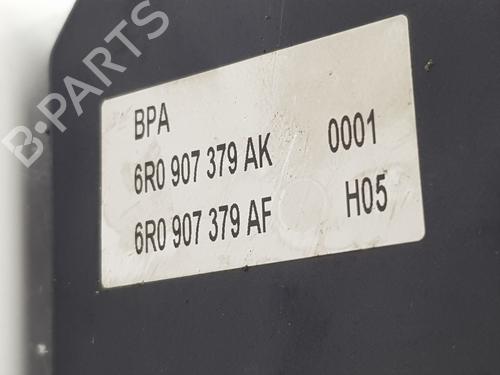 B-PARTS
BPA
6R0 907 379 AK 0001
6R0 907 379 AF H05